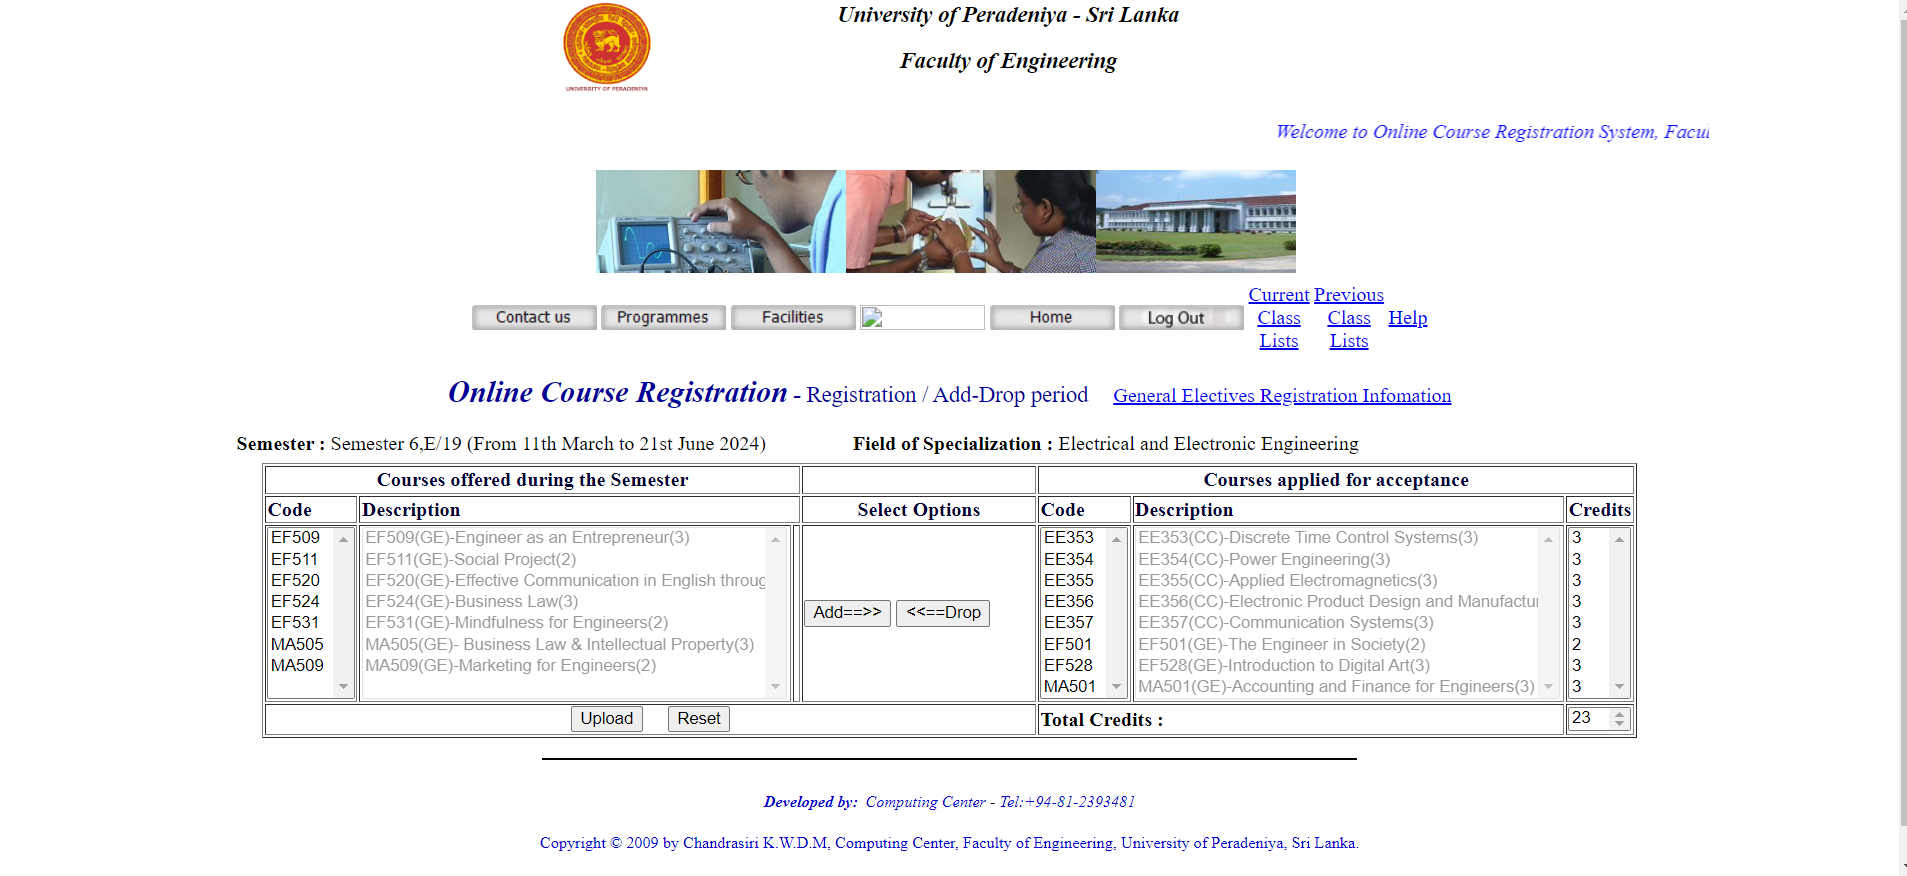 University of Peradeniya - Sri Lanka
Faculty of Engineering
UNIVERSITY OF PERADENIYA
Welcome to Online Course Registration System, Facul
Contact us Programmes Facilities Home Log Out Current Class Lists Previous Class Lists Help
Online Course Registration - Registration / Add-Drop period General Electives Registration Infomation
Semester : Semester 6,E/19 (From 11th March to 21st June 2024) Field of Specialization : Electrical and Electronic Engineering
Courses offered during the Semester Courses applied for acceptance
Code Description Select Options Code Description Credits
EF509 EF509(GE)-Engineer as an Entrepreneur(3) EE353 EE353(CC)-Discrete Time Control Systems(3) 3
EF511 EF511(GE)-Social Project(2) EE354 EE354(CC)-Power Engineering(3) 3
EF520 EF520(GE)-Effective Communication in English throug EE355 EE355(CC)-Applied Electromagnetics(3) 3
EF524 EF524(GE)-Business Law(3) EE356 EE356(CC)-Electronic Product Design and Manufactur 3
EF531 EF531(GE)-Mindfulness for Engineers(2) Add==>> <<==Drop EE357 EE357(CC)-Communication Systems(3) 3
MA505 MA505(GE)- Business Law & Intellectual Property(3) EF501 EF501(GE)-The Engineer in Society(2) 2
MA509 MA509(GE)-Marketing for Engineers(2) EF528 EF528(GE)-Introduction to Digital Art(3) 3
MA501 MA501(GE)-Accounting and Finance for Engineers(3) 3
Upload Reset Total Credits : 23
Developed by: Computing Center - Tel:+94-81-2393481
Copyright © 2009 by Chandrasiri K.W.D.M, Computing Center, Faculty of Engineering, University of Peradeniya, Sri Lanka.